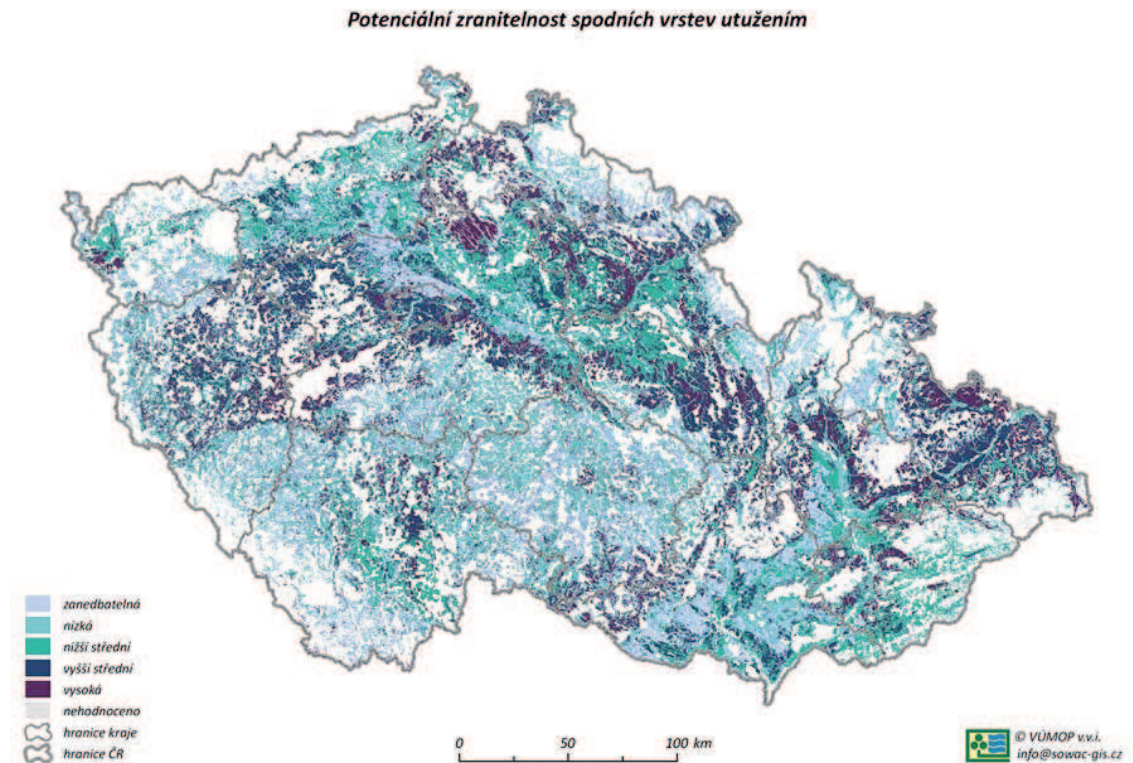 Potenciální zranitelnost spodních vrstev utužením
zanedbatelná
nízká
nižší střední
vyšší střední
vysoká
nehodnoceno
hranice kraje
hranice ČR
0 50 100 km
© VÚMOP v.v.i.
info@sowac-gis.cz